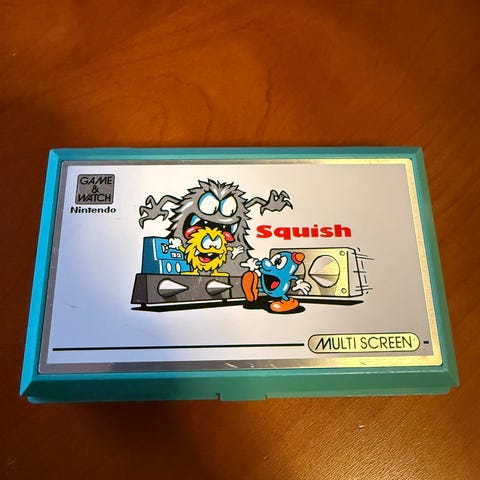 GAME
&
WATCH
Nintendo
Squish
MULTI SCREEN